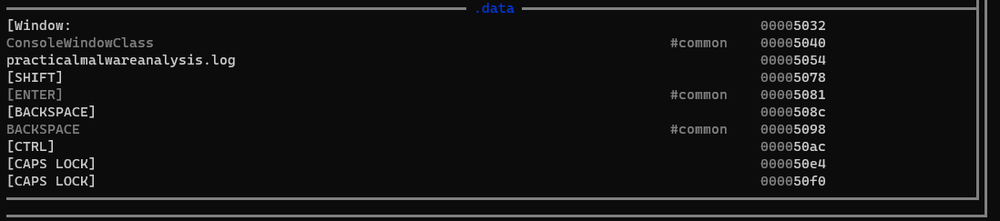 .data
[Window: 00005032
ConsoleWindowClass #common 00005040
practicalmalwareanalysis.log 00005054
[SHIFT] 00005078
[ENTER] #common 00005081
[BACKSPACE] 0000508c
BACKSPACE #common 00005098
[CTRL] 000050ac
[CAPS LOCK] 000050e4
[CAPS LOCK] 000050f0